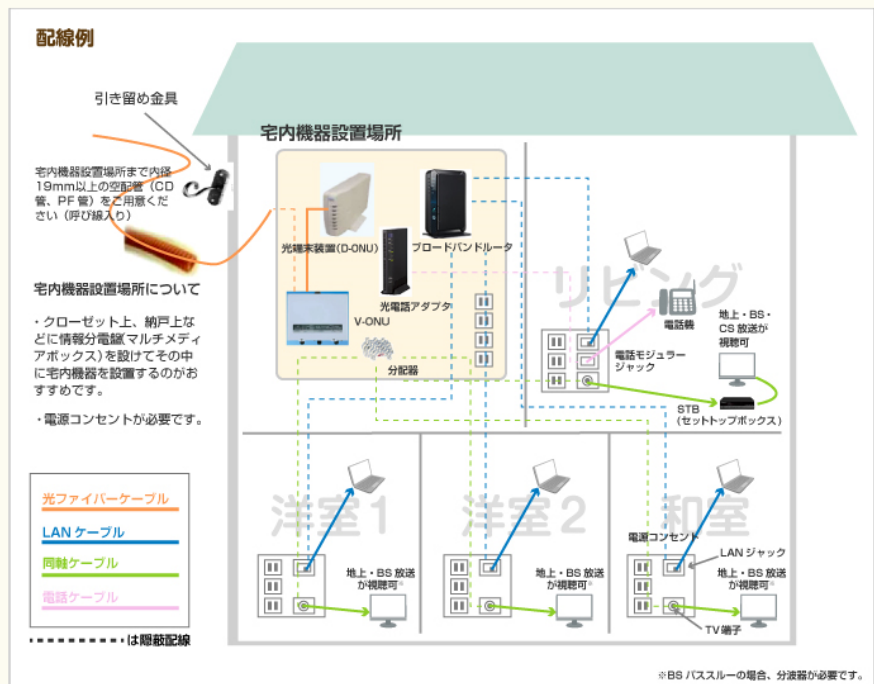 配線例
引き留め金具
宅内機器設置場所
宅内機器設置場所まで内径
19mm以上の空配管（CD
管、PF管）をご用意くだ
さい（呼び線入り）
光端末装置(D-ONU)
ブロードバンドルータ
光電話アダプタ
V-ONU
分配器
宅内機器設置場所について
・クローゼット上、納戸上な
どに情報分電盤(マルチメディ
アボックス)を設けてその中
に宅内機器を設置するのがお
すすめです。
・電源コンセントが必要です。
リビング
電話機
地上・BS・
CS放送が
視聴可
電話モジュラー
ジャック
STB
(セットトップボックス)
光ファイバーケーブル
LANケーブル
同軸ケーブル
電話ケーブル
は隠蔽配線
洋室1
地上・BS放送
が視聴可※
洋室2
地上・BS放送
が視聴可※
和室
電源コンセント
LANジャック
地上・BS放送
が視聴可※
TV端子
※BSパススルーの場合、分波器が必要です。